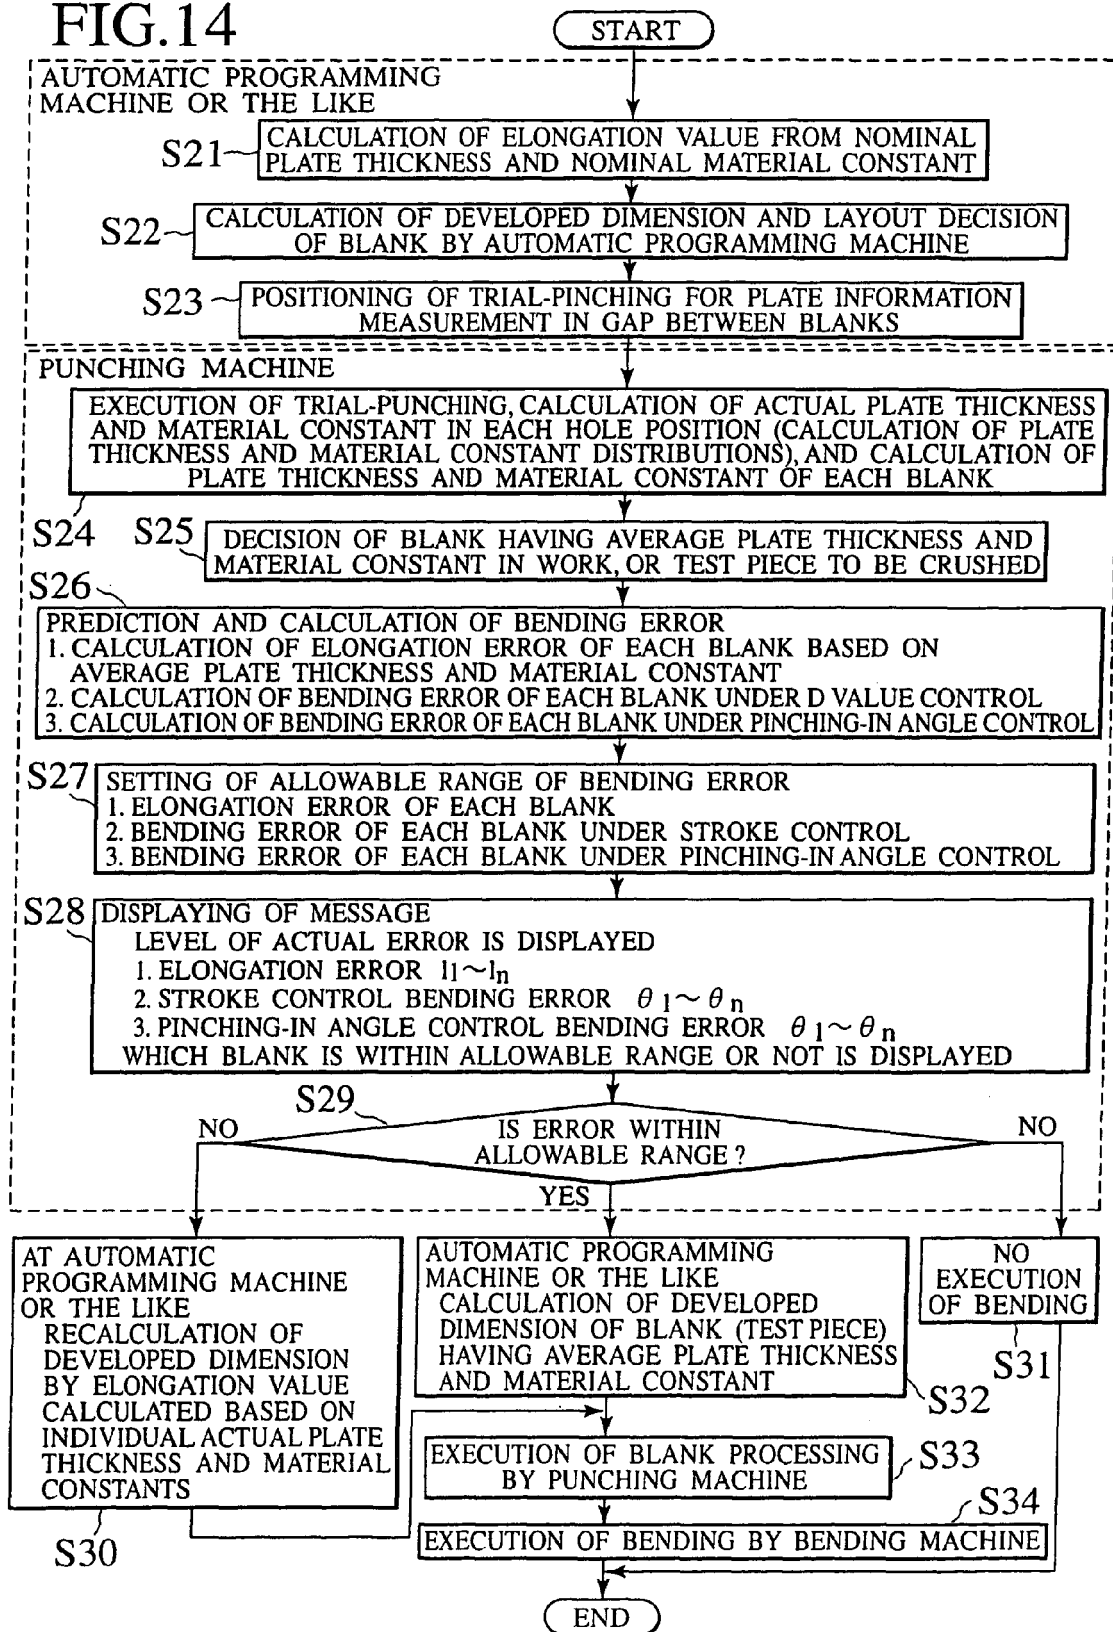 FIG.14
START
AUTOMATIC PROGRAMMING
MACHINE OR THE LIKE
S21
CALCULATION OF ELONGATION VALUE FROM NOMINAL
PLATE THICKNESS AND NOMINAL MATERIAL CONSTANT
S22
CALCULATION OF DEVELOPED DIMENSION AND LAYOUT DECISION
OF BLANK BY AUTOMATIC PROGRAMMING MACHINE
S23
POSITIONING OF TRIAL-PINCHING FOR PLATE INFORMATION
MEASUREMENT IN GAP BETWEEN BLANKS
PUNCHING MACHINE
EXECUTION OF TRIAL-PUNCHING, CALCULATION OF ACTUAL PLATE THICKNESS
AND MATERIAL CONSTANT IN EACH HOLE POSITION (CALCULATION OF PLATE
THICKNESS AND MATERIAL CONSTANT DISTRIBUTIONS), AND CALCULATION OF
PLATE THICKNESS AND MATERIAL CONSTANT OF EACH BLANK
S24
S25
DECISION OF BLANK HAVING AVERAGE PLATE THICKNESS AND
MATERIAL CONSTANT IN WORK, OR TEST PIECE TO BE CRUSHED
S26
PREDICTION AND CALCULATION OF BENDING ERROR
1. CALCULATION OF ELONGATION ERROR OF EACH BLANK BASED ON
AVERAGE PLATE THICKNESS AND MATERIAL CONSTANT
2. CALCULATION OF BENDING ERROR OF EACH BLANK UNDER D VALUE CONTROL
3. CALCULATION OF BENDING ERROR OF EACH BLANK UNDER PINCHING-IN ANGLE CONTROL
S27
SETTING OF ALLOWABLE RANGE OF BENDING ERROR
1. ELONGATION ERROR OF EACH BLANK
2. BENDING ERROR OF EACH BLANK UNDER STROKE CONTROL
3. BENDING ERROR OF EACH BLANK UNDER PINCHING-IN ANGLE CONTROL
S28
DISPLAYING OF MESSAGE
LEVEL OF ACTUAL ERROR IS DISPLAYED
1. ELONGATION ERROR l1~ln
2. STROKE CONTROL BENDING ERROR θ1~θn
3. PINCHING-IN ANGLE CONTROL BENDING ERROR θ1~θn
WHICH BLANK IS WITHIN ALLOWABLE RANGE OR NOT IS DISPLAYED
S29
NO
IS ERROR WITHIN
ALLOWABLE RANGE ?
NO
YES
AT AUTOMATIC
PROGRAMMING MACHINE
OR THE LIKE
RECALCULATION OF
DEVELOPED DIMENSION
BY ELONGATION VALUE
CALCULATED BASED ON
INDIVIDUAL ACTUAL PLATE
THICKNESS AND MATERIAL
CONSTANTS
S30
AUTOMATIC PROGRAMMING
MACHINE OR THE LIKE
CALCULATION OF DEVELOPED
DIMENSION OF BLANK (TEST PIECE)
HAVING AVERAGE PLATE THICKNESS
AND MATERIAL CONSTANT
S32
NO
EXECUTION
OF BENDING
S31
EXECUTION OF BLANK PROCESSING
BY PUNCHING MACHINE
S33
S34
EXECUTION OF BENDING BY BENDING MACHINE
END